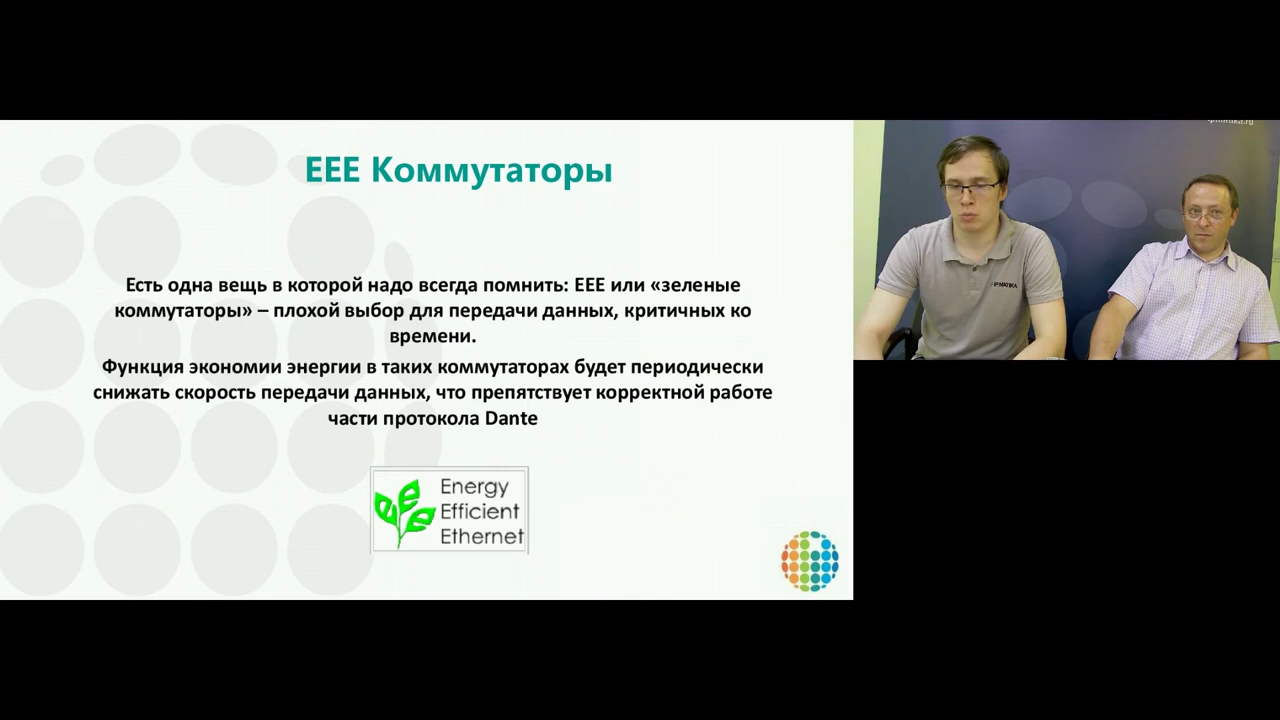 ЕЕЕ Коммутаторы
Есть одна вещь в которой надо всегда помнить: ЕЕЕ или «зеленые
коммутаторы» – плохой выбор для передачи данных, критичных ко
времени.
Функция экономии энергии в таких коммутаторах будет периодически
снижать скорость передачи данных, что препятствует корректной работе
части протокола Dante
Energy
Efficient
Ethernet